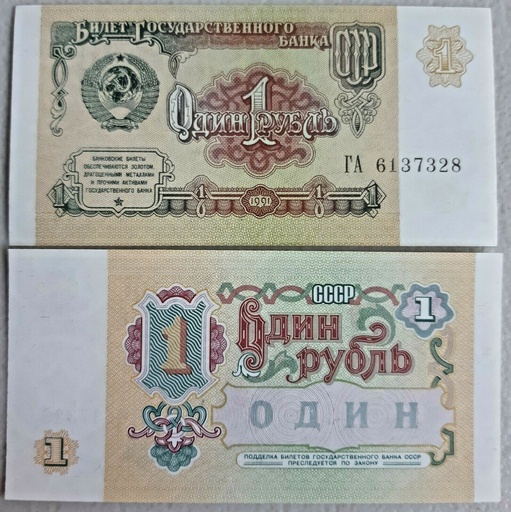 БИЛЕТ ГОСУДАРСТВЕННОГО
БАНКА СССР
1
ОДИН 1 РУБЛЬ
БАНКОВСКИЕ БИЛЕТЫ
ОБЕСПЕЧИВАЮТСЯ ЗОЛОТОМ,
ДРАГОЦЕННЫМИ МЕТАЛЛАМИ
И ПРОЧИМИ АКТИВАМИ
ГОСУДАРСТВЕННОГО БАНКА
ГА 6137328
1 1 1991 1 1
СССР
1
1
ОДИН
РУБЛЬ
ОДИН
1
ПОДДЕЛКА БИЛЕТОВ ГОСУДАРСТВЕННОГО БАНКА СССР
ПРЕСЛЕДУЕТСЯ ПО ЗАКОНУ